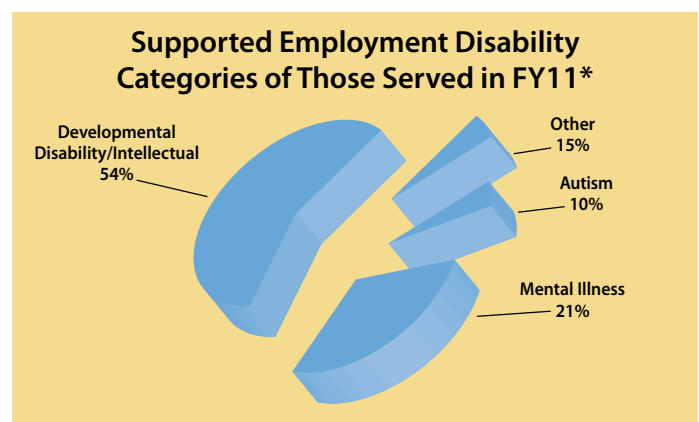 Supported Employment Disability
Categories of Those Served in FY11*
Developmental
Disability/Intellectual
54%
Other
15%
Autism
10%
Mental Illness
21%